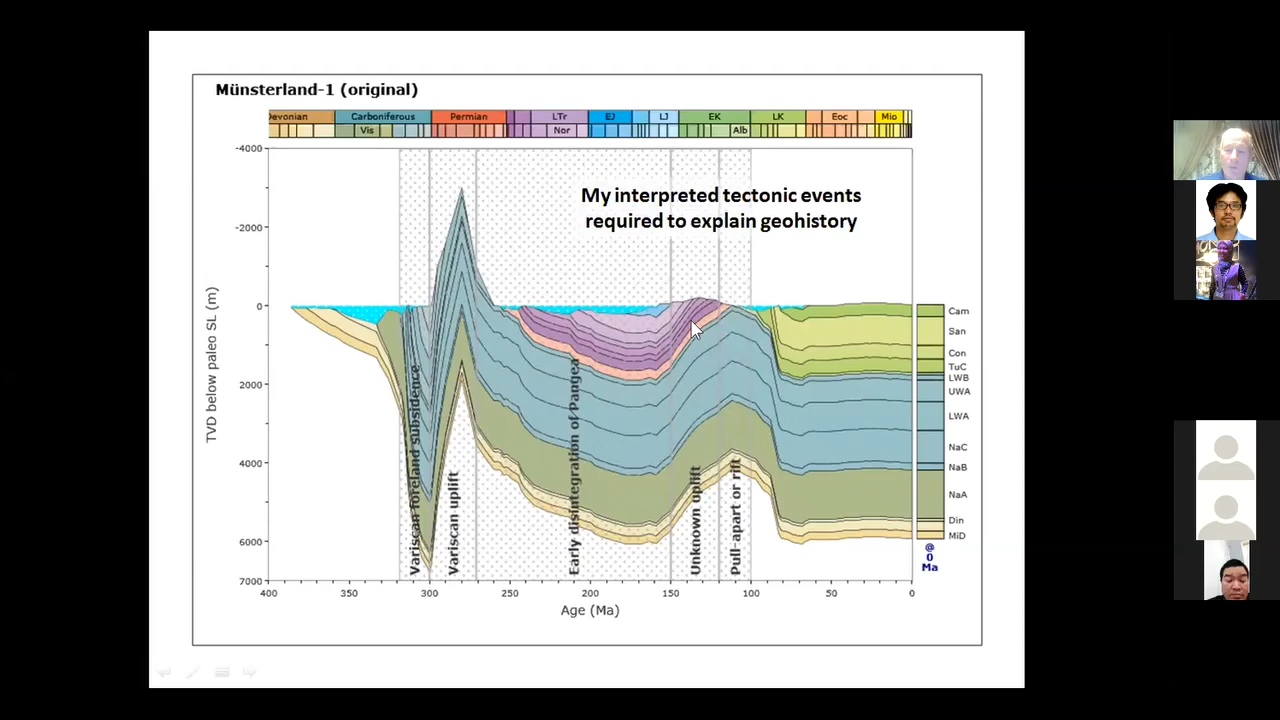 Münsterland-1 (original)
Devonian Carboniferous Permian LTr EJ LJ EK LK Eoc Mio
Vis Nor Alb
My interpreted tectonic events
required to explain geohistory
-4000
-2000
0
2000
4000
6000
7000
TVD below paleo SL (m)
Variscan foreland subsidence
Variscan uplift
Early disintegration of Pangea
Unknown uplift
Pull-apart or rift
Cam
San
Con
TuC
LWB
UWA
LWA
NaC
NaB
NaA
Din
MiD
@
0
Ma
400 350 300 250 200 150 100 50 0
Age (Ma)